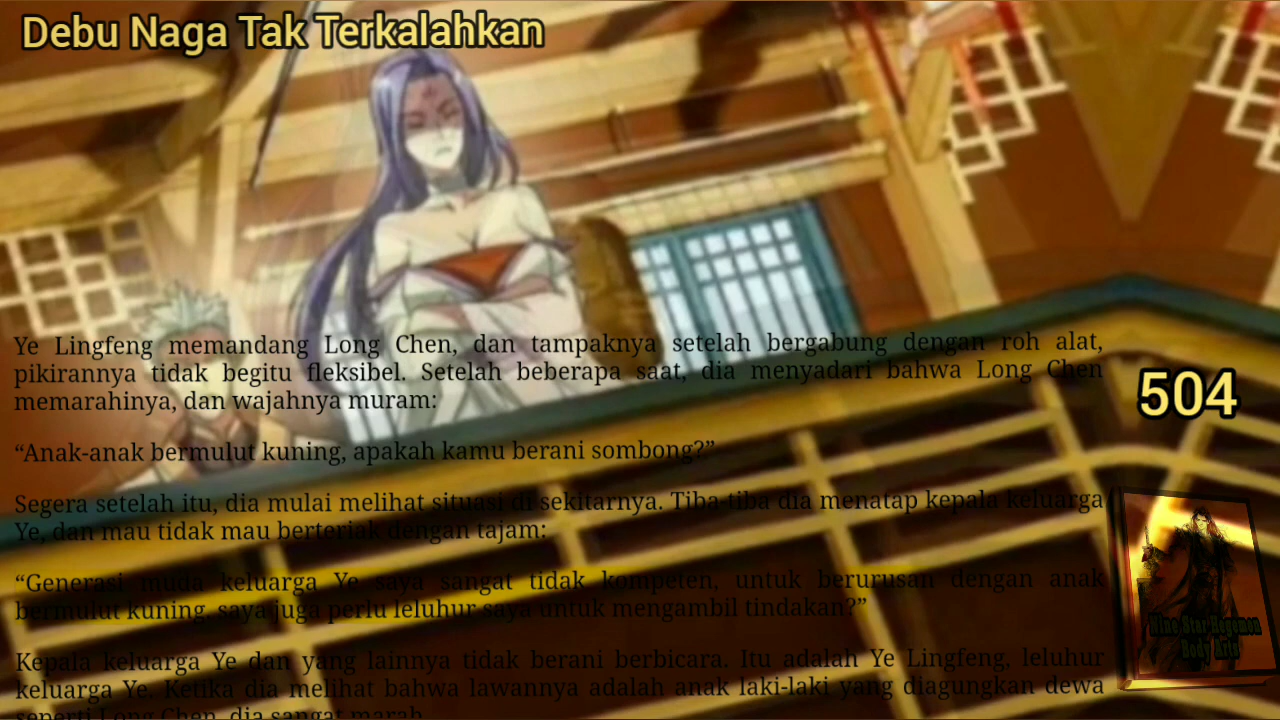 Debu Naga Tak Terkalahkan
Ye Lingfeng memandang Long Chen, dan tampaknya setelah bergabung dengan roh alat,
pikirannya tidak begitu fleksibel. Setelah beberapa saat, dia menyadari bahwa Long Chen
memarahinya, dan wajahnya muram:
“Anak-anak bermulut kuning, apakah kamu berani sombong?”
Segera setelah itu, dia mulai melihat situasi di sekitarnya. Tiba-tiba dia menatap kepala keluarga
Ye, dan mau tidak mau berteriak dengan tajam:
“Generasi muda keluarga Ye saya sangat tidak kompeten, untuk berurusan dengan anak
bermulut kuning, saya juga perlu leluhur saya untuk mengambil tindakan?”
Kepala keluarga Ye dan yang lainnya tidak berani berbicara. Itu adalah Ye Lingfeng, leluhur
keluarga Ye. Ketika dia melihat bahwa lawannya adalah anak laki-laki yang diagungkan dewa
seperti Long Chen, dia sangat marah.
504
Nine Star Hegemon
Body Arts